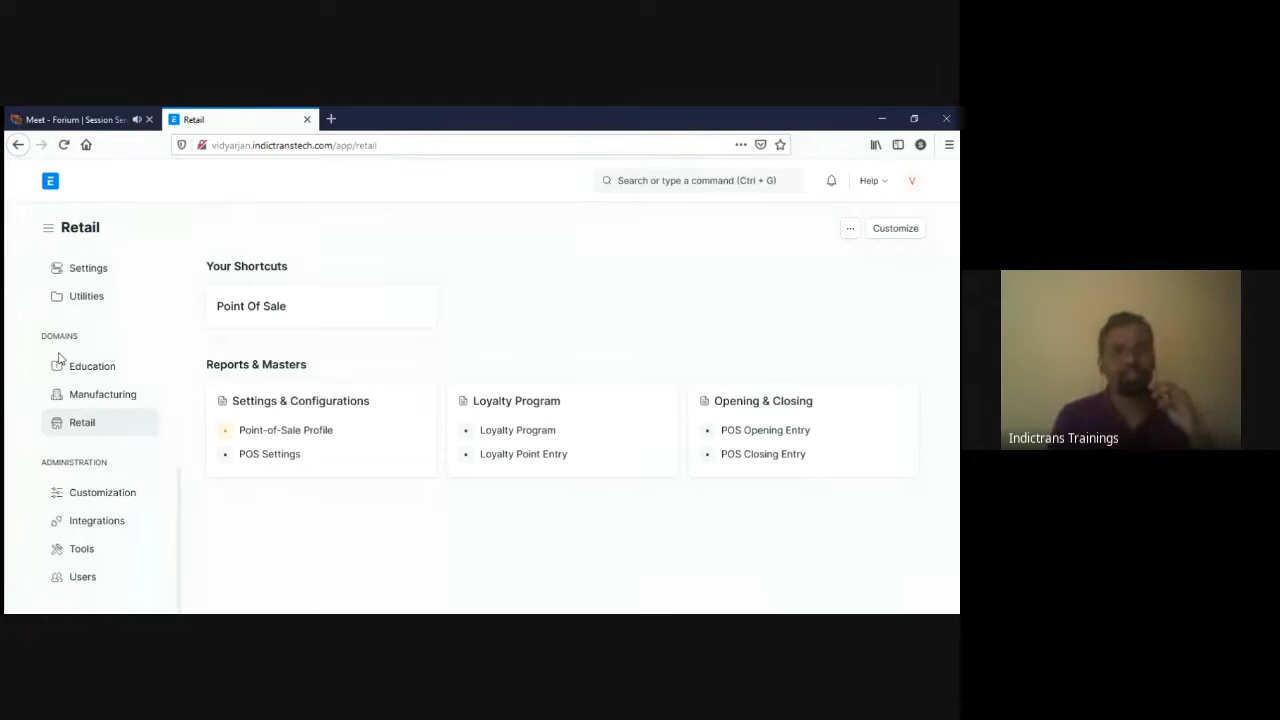 Meet - Forium | Session Ser
Retail
vidyarjan.indictranstech.com/app/retail
E
Search or type a command (Ctrl + G)
Help
V
Retail
Customize
Settings
Utilities
DOMAINS
Education
Manufacturing
Retail
ADMINISTRATION
Customization
Integrations
Tools
Users
Your Shortcuts
Point Of Sale
Reports & Masters
Settings & Configurations
Point-of-Sale Profile
POS Settings
Loyalty Program
Loyalty Program
Loyalty Point Entry
Opening & Closing
POS Opening Entry
POS Closing Entry
Indictrans Trainings